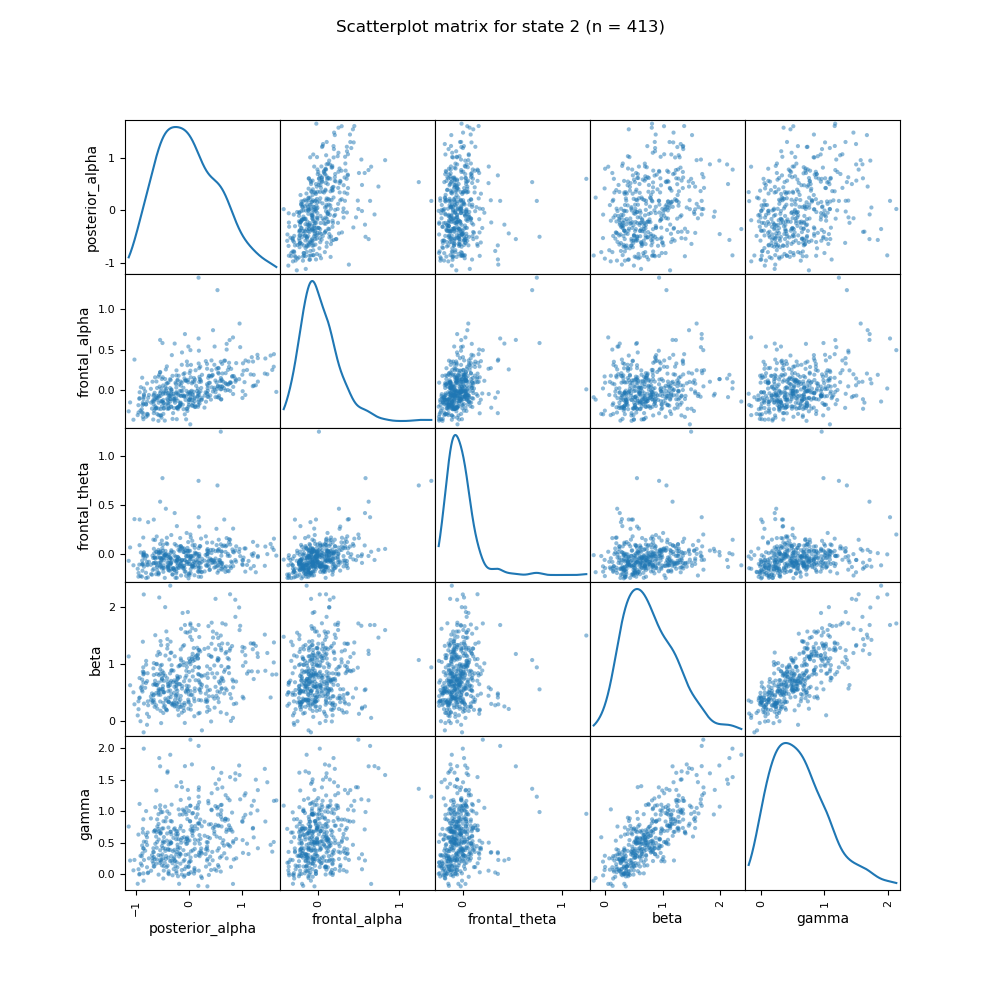 Scatterplot matrix for state 2 (n = 413)
posterior_alpha
1
0
-1
frontal_alpha
1.0
0.5
0.0
frontal_theta
1.0
0.5
0.0
beta
2
1
0
gamma
2.0
1.5
1.0
0.5
0.0
−1 0 1 0 1 0 1 0 1 2 0 1 2
posterior_alpha frontal_alpha frontal_theta beta gamma